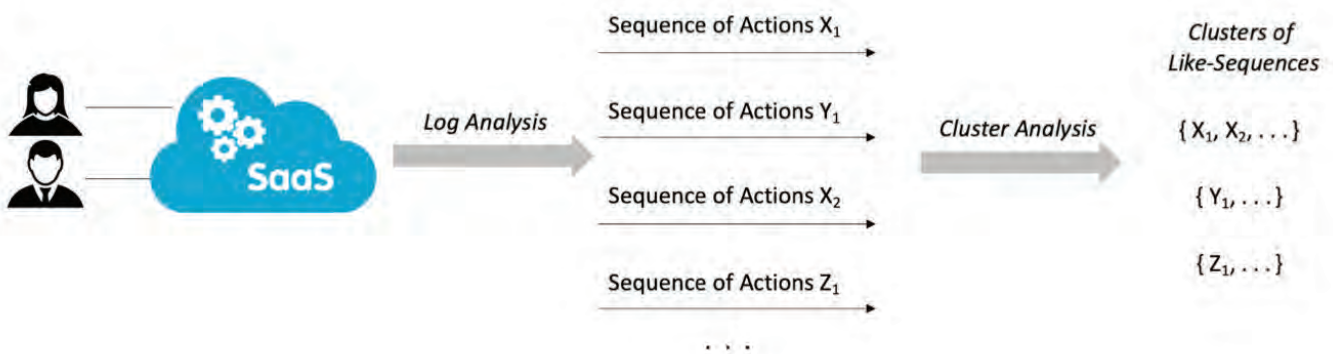 SaaS
Log Analysis
Sequence of Actions X₁
Sequence of Actions Y₁
Sequence of Actions X₂
Sequence of Actions Z₁
. . .
Cluster Analysis
Clusters of
Like-Sequences
{ X₁, X₂, . . . }
{ Y₁, . . . }
{ Z₁, . . . }